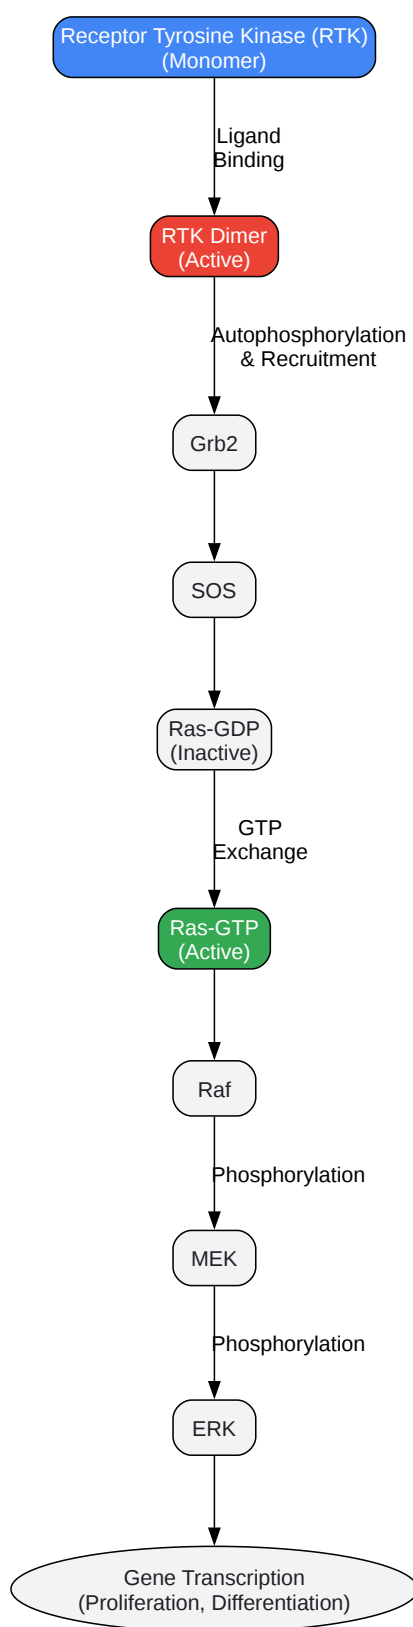 Receptor Tyrosine Kinase (RTK)
(Monomer)
Ligand
Binding
RTK Dimer
(Active)
Autophosphorylation
& Recruitment
Grb2
SOS
Ras-GDP
(Inactive)
GTP
Exchange
Ras-GTP
(Active)
Raf
Phosphorylation
MEK
Phosphorylation
ERK
Gene Transcription
(Proliferation, Differentiation)